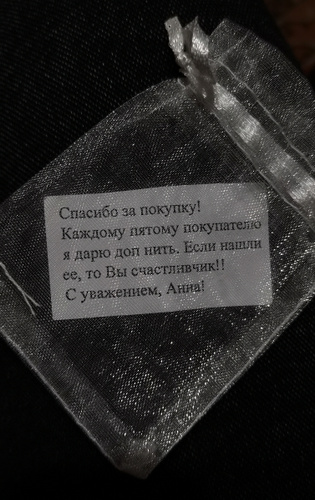 Спасибо за покупку!
Каждому пятому покупателю
я дарю доп нить. Если нашли
ее, то Вы счастливчик!!
С уважением, Анна!